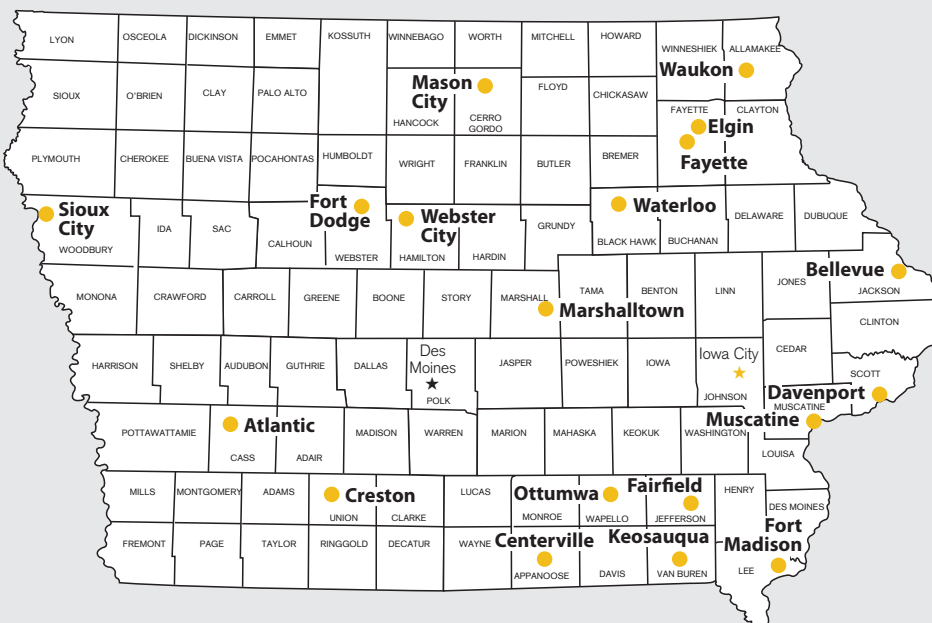 LYON
OSCEOLA
DICKINSON
EMMET
KOSSUTH
WINNEBAGO
WORTH
MITCHELL
HOWARD
WINNESHIEK
ALLAMAKEE
Waukon
SIOUX
O'BRIEN
CLAY
PALO ALTO
Mason
City
HANCOCK
CERRO
GORDO
FLOYD
CHICKASAW
FAYETTE
CLAYTON
Elgin
Fayette
PLYMOUTH
CHEROKEE
BUENA VISTA
POCAHONTAS
HUMBOLDT
WRIGHT
FRANKLIN
BUTLER
BREMER
Sioux
City
WOODBURY
IDA
SAC
CALHOUN
Fort
Dodge
WEBSTER
Webster
City
HAMILTON
HARDIN
GRUNDY
Waterloo
BLACK HAWK
BUCHANAN
DELAWARE
DUBUQUE
MONONA
CRAWFORD
CARROLL
GREENE
BOONE
STORY
MARSHALL
Marshalltown
TAMA
BENTON
LINN
JONES
Bellevue
JACKSON
CLINTON
HARRISON
SHELBY
AUDUBON
GUTHRIE
DALLAS
Des
Moines
POLK
JASPER
POWESHIEK
IOWA
Iowa City
JOHNSON
CEDAR
SCOTT
Davenport
MUSCATINE
Muscatine
POTTAWATTAMIE
Atlantic
CASS
ADAIR
MADISON
WARREN
MARION
MAHASKA
KEOKUK
WASHINGTON
LOUISA
MILLS
MONTGOMERY
ADAMS
Creston
UNION
CLARKE
LUCAS
Ottumwa
MONROE
WAPELLO
Fairfield
JEFFERSON
HENRY
DES MOINES
FREMONT
PAGE
TAYLOR
RINGGOLD
DECATUR
WAYNE
Centerville
APPANOOSE
DAVIS
Keosauqua
VAN BUREN
Fort
Madison
LEE